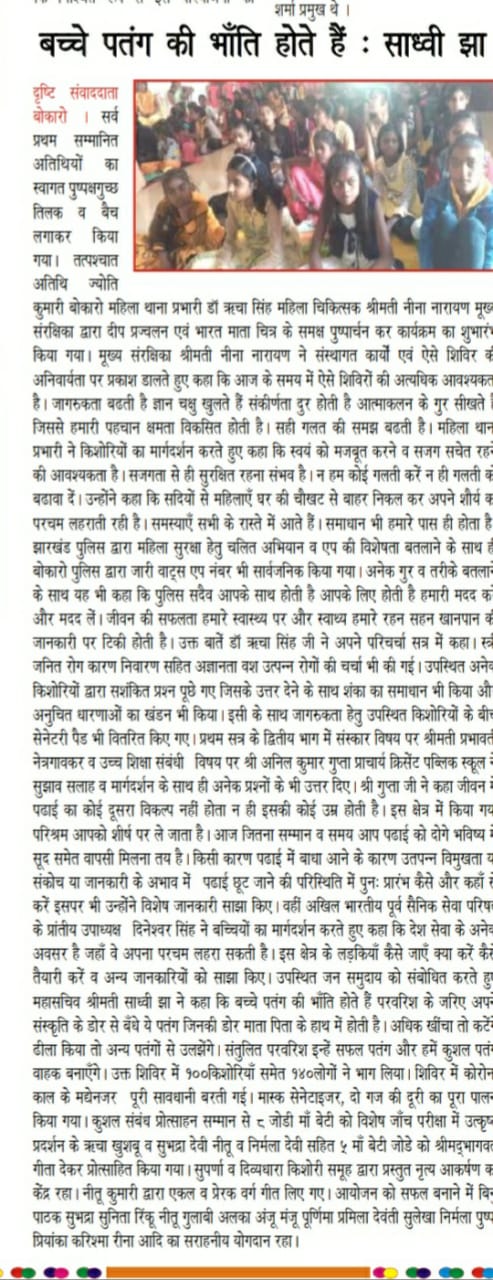 शर्मा प्रमुख थे ।
बच्चे पतंग की भाँति होते हैं : साध्वी झा
दृष्टि संवाददाता
बोकारो । सर्व
प्रथम सम्मानित
अतिथियों का
स्वागत पुष्पक्षगुच्छ
तिलक व बैच
लगाकर किया
गया। तत्पश्चात
अतिथि ज्योति
कुमारी बोकारो महिला थाना प्रभारी डॉ ऋचा सिंह महिला चिकित्सक श्रीमती नीना नारायण मूख्य
संरक्षिका द्वारा दीप प्रज्वलन एवं भारत माता चित्र के समक्ष पुष्पार्चन कर कार्यक्रम का शुभारंभ
किया गया। मूख्य संरक्षिका श्रीमती नीना नारायण ने संस्थागत कार्यों एवं ऐसे शिविर की
अनिवार्यता पर प्रकाश डालते हुए कहा कि आज के समय में ऐसे शिविरों की अत्यधिक आवश्यकता
है। जागरुकता बढती है ज्ञान चक्षु खुलते हैं संकीर्णता दुर होती है आत्माकलन के गुर सीखते
जिससे हमारी पहचान क्षमता विकसित होती है। सही गलत की समझ बढती है। महिला थाना
प्रभारी ने किशोरियों का मार्गदर्शन करते हुए कहा कि स्वयं को मजबूत करने व सजग सचेत रहने
की आवश्यकता है। सजगता से ही सुरक्षित रहना संभव है। न हम कोई गलती करें न ही गलती को
बढावा दें। उन्होंने कहा कि सदियों से महिलाएँ घर की चौखट से बाहर निकल कर अपने शौर्य का
परचम लहराती रही है। समस्याएँ सभी के रास्ते में आते हैं। समाधान भी हमारे पास ही होता है
झारखंड पुलिस द्वारा महिला सुरक्षा हेतु चलित अभियान व एप की विशेषता बतलाने के साथ ही
बोकारो पुलिस द्वारा जारी वाट्स एप नंबर भी सार्वजनिक किया गया। अनेक गुर व तरीके बतलाने
के साथ यह भी कहा कि पुलिस सदैव आपके साथ होती है आपके लिए होती है हमारी मदद करें
और मदद लें। जीवन की सफलता हमारे स्वास्थ्य पर और स्वाथ्य हमारे रहन सहन खानपान की
जानकारी पर टिकी होती है। उक्त बातें डॉ ऋचा सिंह जी ने अपने परिचर्चा सत्र में कहा। स्त्री
जनित रोग कारण निवारण सहित अज्ञानता वश उत्पन्न रोगों की चर्चा भी की गई। उपस्थित अनेक
किशोरियों द्वारा सशंकित प्रश्न पूछे गए जिसके उत्तर देने के साथ शंका का समाधान भी किया और
अनुचित धारणाओं का खंडन भी किया। इसी के साथ जागरुकता हेतु उपस्थित किशोरियों के बीच
सेनेटरी पैड भी वितरित किए गए। प्रथम सत्र के द्वितीय भाग में संस्कार विषय पर श्रीमती प्रभावती
नेत्रगावकर व उच्च शिक्षा संबंधी विषय पर श्री अनिल कुमार गुप्ता प्राचार्य क्रिसेंट पब्लिक स्कूल ने
सुझाव सलाह व मार्गदर्शन के साथ ही अनेक प्रश्नों के भी उत्तर दिए। श्री गुप्ता जी ने कहा जीवन में
पढाई का कोई दूसरा विकल्प नहीं होता न ही इसकी कोई उम्र होती है। इस क्षेत्र में किया गया
परिश्रम आपको शीर्ष पर ले जाता है। आज जितना सम्मान व समय आप पढाई को दोगे भविष्य में
सूद समेत वापसी मिलना तय है। किसी कारण पढाई में बाधा आने के कारण उतपन्न विमुखता या
संकोच या जानकारी के अभाव में पढाई छूट जाने की परिस्थिति में पुनः प्रारंभ कैसे और कहाँ से
करें इसपर भी उन्होंने विशेष जानकारी साझा किए। वहीं अखिल भारतीय पूर्व सैनिक सेवा परिषद
के प्रांतीय उपाध्यक्ष दिनेश्वर सिंह ने बच्चियों का मार्गदर्शन करते हुए कहा कि देश सेवा के अनेक
अवसर है जहाँ वे अपना परचम लहरा सकती है। इस क्षेत्र के लड़कियाँ कैसे जाएँ क्या करें कैसे
तैयारी करें व अन्य जानकारियों को साझा किए। उपस्थित जन समुदाय को संबोधित करते हुए
महासचिव श्रीमती साध्वी झा ने कहा कि बच्चे पतंग की भाँति होते हैं परवरिश के जरिए अपने
संस्कृति के डोर से बँधे ये पतंग जिनकी डोर माता पिता के हाथ में होती है। अधिक खींचा तो कटेंगे
ढीला किया तो अन्य पतंगों से उलझेंगे। संतुलित परवरिश इन्हें सफल पतंग और हमें कुशल पतंग
वाहक बनाएँगे। उक्त शिविर में १००किशोरियाँ समेत १४०लोगों ने भाग लिया। शिविर में कोरोना
काल के मद्देनजर पूरी सावधानी बरती गई। मास्क सेनेटाइजर, दो गज की दूरी का पूरा पालन
किया गया। कुशल संबंध प्रोत्साहन सम्मान से ८ जोडी माँ बेटी को विशेष जाँच परीक्षा में उत्कृष्ट
प्रदर्शन के ऋचा खुशबू व सुभद्रा देवी नीतू व निर्मला देवी सहित ५ माँ बेटी जोडे को श्रीमद्भागवत
गीता देकर प्रोत्साहित किया गया। सुपर्णा व दिव्यधारा किशोरी समूह द्वारा प्रस्तुत नृत्य आकर्षण का
केंद्र रहा। नीतू कुमारी द्वारा एकल व प्रेरक वर्ग गीत लिए गए। आयोजन को सफल बनाने में बिनु
पाठक सुभद्रा सुनिता रिंकू नीतू गुलाबी अलका अंजू मंजू पूर्णिमा प्रमिला देवंती सुलेखा निर्मला पुष्पा
प्रियांका करिश्मा रीना आदि का सराहनीय योगदान रहा।